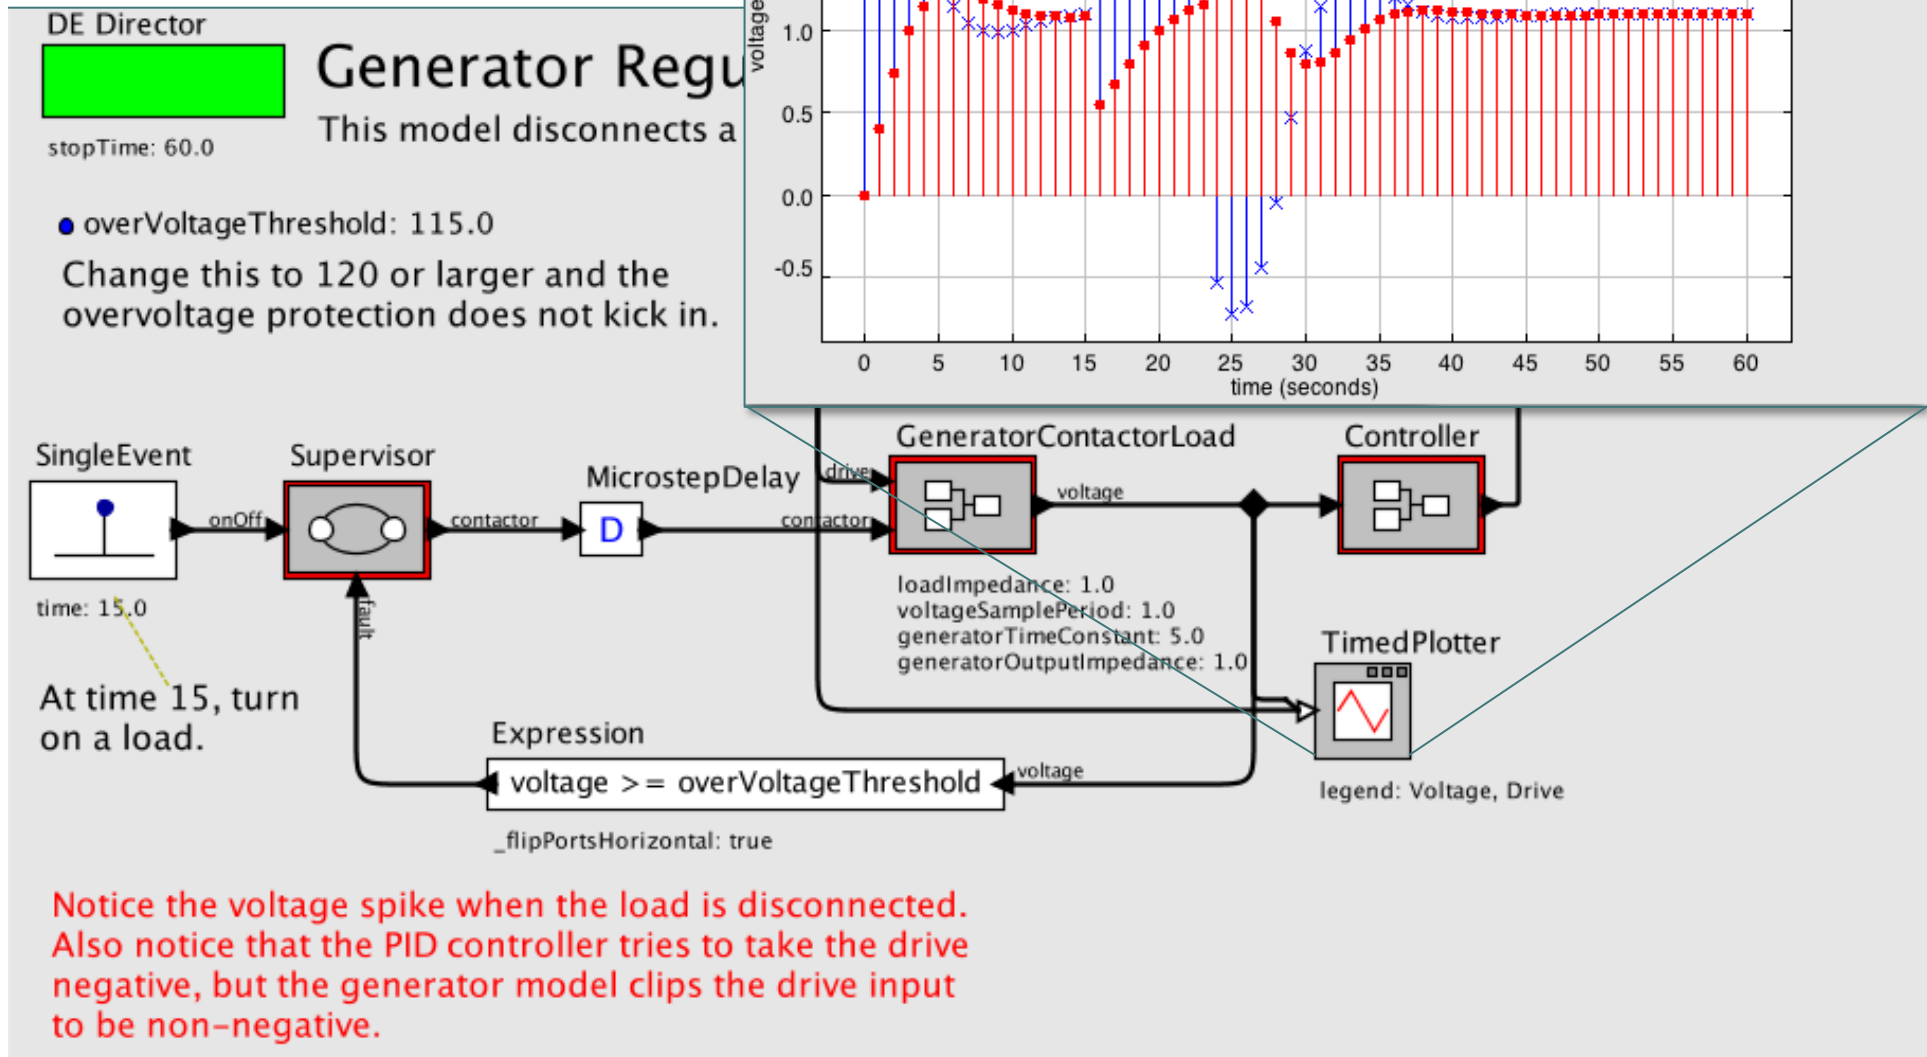 DE Director
Generator Regu
This model disconnects a
stopTime: 60.0
overVoltageThreshold: 115.0
Change this to 120 or larger and the
overvoltage protection does not kick in.
voltage
1.0
0.5
0.0
-0.5
0 5 10 15 20 25 30 35 40 45 50 55 60
time (seconds)
SingleEvent
onOff
time: 15.0
At time 15, turn
on a load.
Supervisor
contactor
fault
MicrostepDelay
D
drive
contactor
GeneratorContactorLoad
voltage
loadImpedance: 1.0
voltageSamplePeriod: 1.0
generatorTimeConstant: 5.0
generatorOutputImpedance: 1.0
Controller
TimedPlotter
legend: Voltage, Drive
Expression
voltage >= overVoltageThreshold
voltage
_flipPortsHorizontal: true
Notice the voltage spike when the load is disconnected.
Also notice that the PID controller tries to take the drive
negative, but the generator model clips the drive input
to be non-negative.